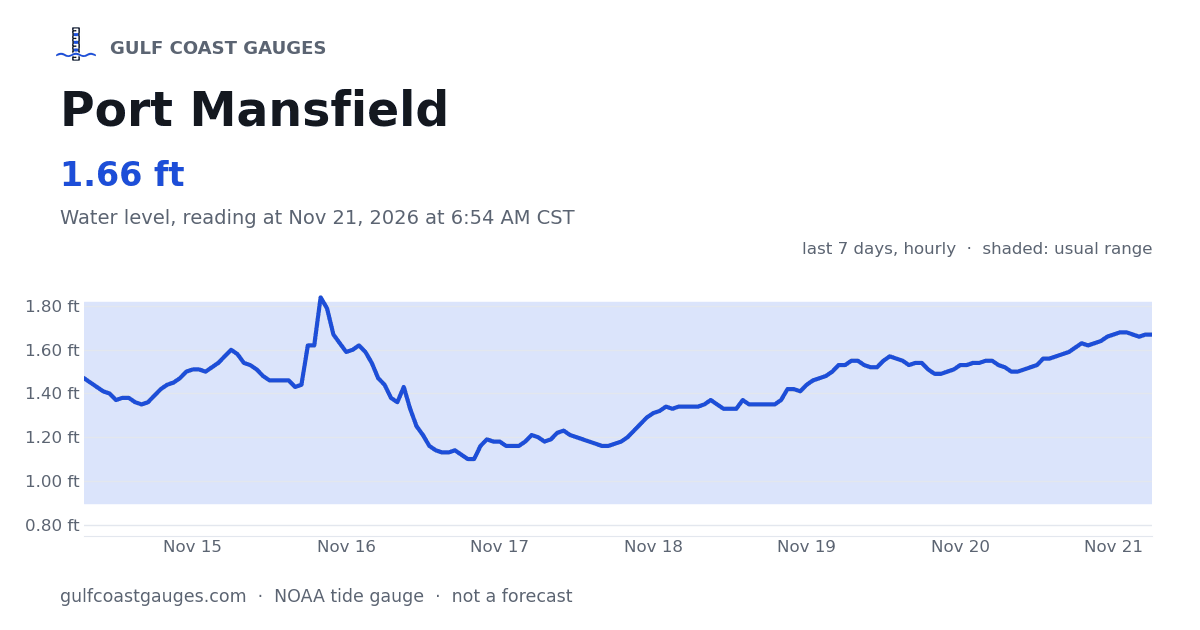 GULF COAST GAUGES
Port Mansfield
1.66 ft
Water level, reading at Nov 21, 2026 at 6:54 AM CST
last 7 days, hourly · shaded: usual range
1.80 ft
1.60 ft
1.40 ft
1.20 ft
1.00 ft
0.80 ft
Nov 15 Nov 16 Nov 17 Nov 18 Nov 19 Nov 20 Nov 21
gulfcoastgauges.com · NOAA tide gauge · not a forecast